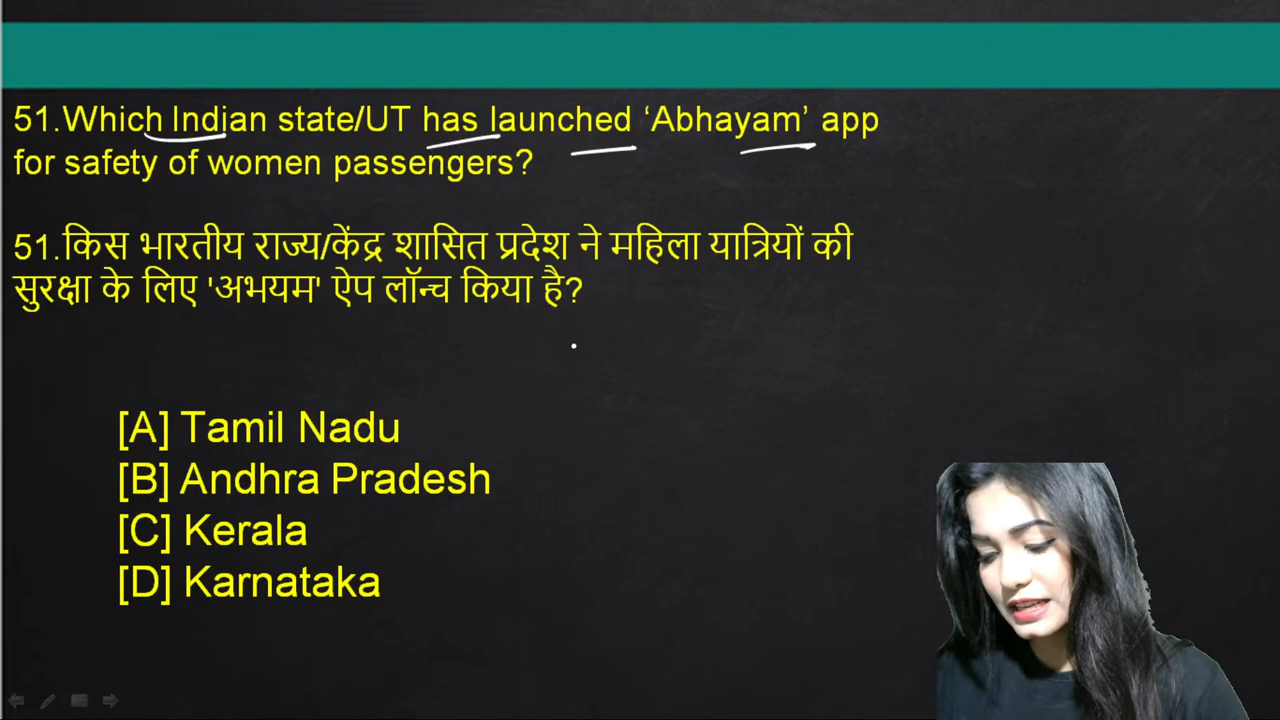 51.Which Indian state/UT has launched ‘Abhayam’ app
for safety of women passengers?
51.किस भारतीय राज्य/केंद्र शासित प्रदेश ने महिला यात्रियों की
सुरक्षा के लिए 'अभयम' ऐप लॉन्च किया है?
[A] Tamil Nadu
[B] Andhra Pradesh
[C] Kerala
[D] Karnataka